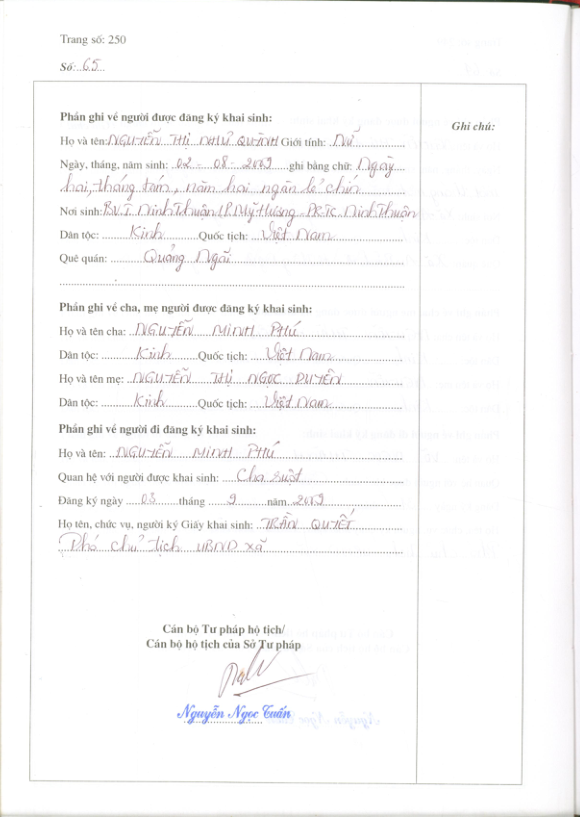 Trang số: 250
Số: 65
Phần ghi về người được đăng ký khai sinh:
Ghi chú:
Họ và tên: NGUYỄN THỊ NHƯ QUỲNH Giới tính: Nữ
Ngày, tháng, năm sinh: 02 - 08 - 2009 ghi bằng chữ: Ngày
hai, tháng tám, năm hai ngàn lẻ chín
Nơi sinh: B.V.T. Ninh Thuận, P. Mỹ Hương - PR.TC Ninh Thuận
Dân tộc: Kinh Quốc tịch: Việt Nam
Quê quán: Quảng Ngãi
Phần ghi về cha, mẹ người được đăng ký khai sinh:
Họ và tên cha: NGUYỄN MINH PHÚ
Dân tộc: Kinh Quốc tịch: Việt Nam
Họ và tên mẹ: NGUYỄN THỊ NGỌC DUYÊN
Dân tộc: Kinh Quốc tịch: Việt Nam
Phần ghi về người đi đăng ký khai sinh:
Họ và tên: NGUYỄN MINH PHÚ
Quan hệ với người được khai sinh: Cha ruột
Đăng ký ngày 03 tháng 9 năm 2009
Họ tên, chức vụ, người ký Giấy khai sinh: TRẦN QUYẾT
Phó chủ tịch UBND xã
Cán bộ Tư pháp hộ tịch/
Cán bộ hộ tịch của Sở Tư pháp
Nguyễn Ngọc Tuấn